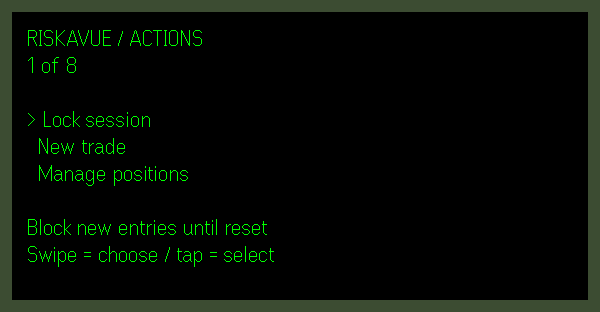 RISKAVUE / ACTIONS
1 of 8
> Lock session
New trade
Manage positions
Block new entries until reset
Swipe = choose / tap = select